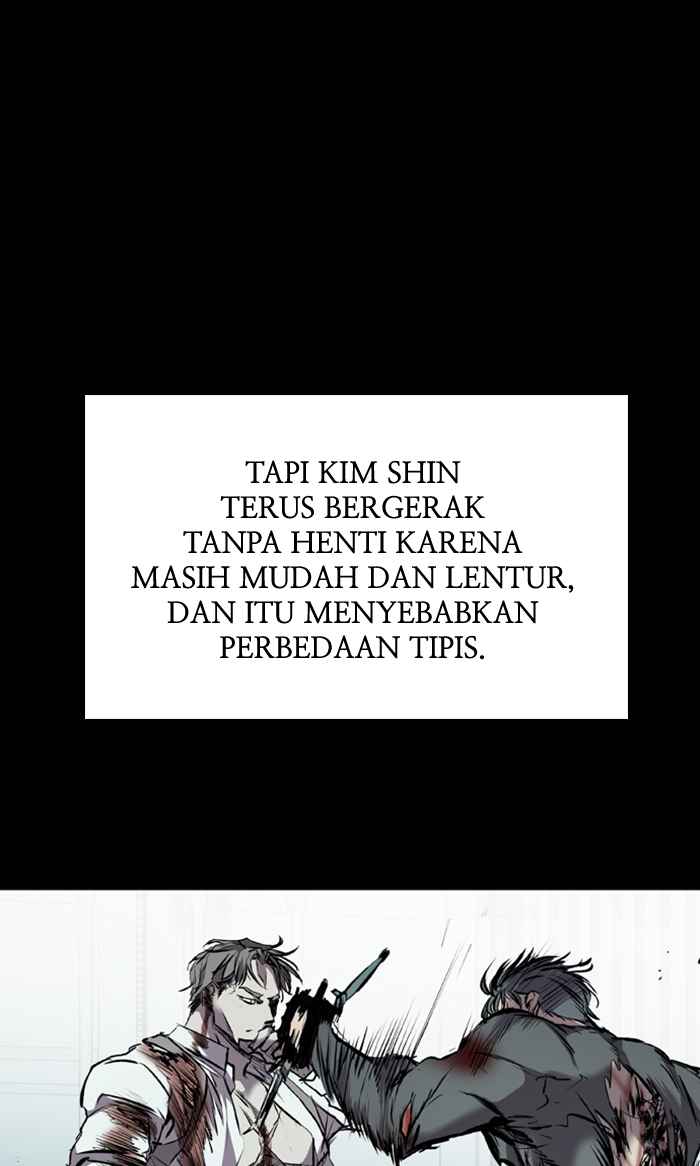 TAPI KIM SHIN
TERUS BERGERAK
TANPA HENTI KARENA
MASIH MUDAH DAN LENTUR,
DAN ITU MENYEBABKAN
PERBEDAAN TIPIS.